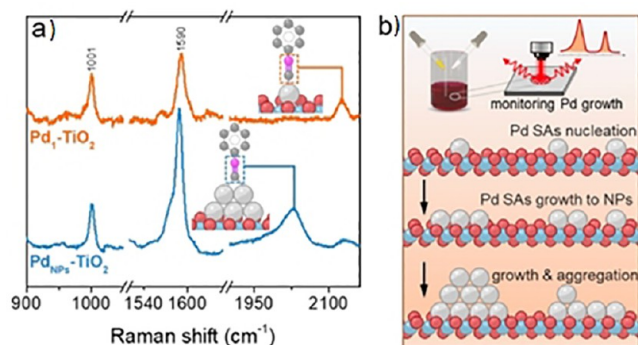 a)
1001
1590
Pd₁-TiO₂
Pd_NPs-TiO₂
900 1000 1540 1600 1950 2100
Raman shift (cm⁻¹)
b)
monitoring Pd growth
Pd SAs nucleation
Pd SAs growth to NPs
growth & aggregation